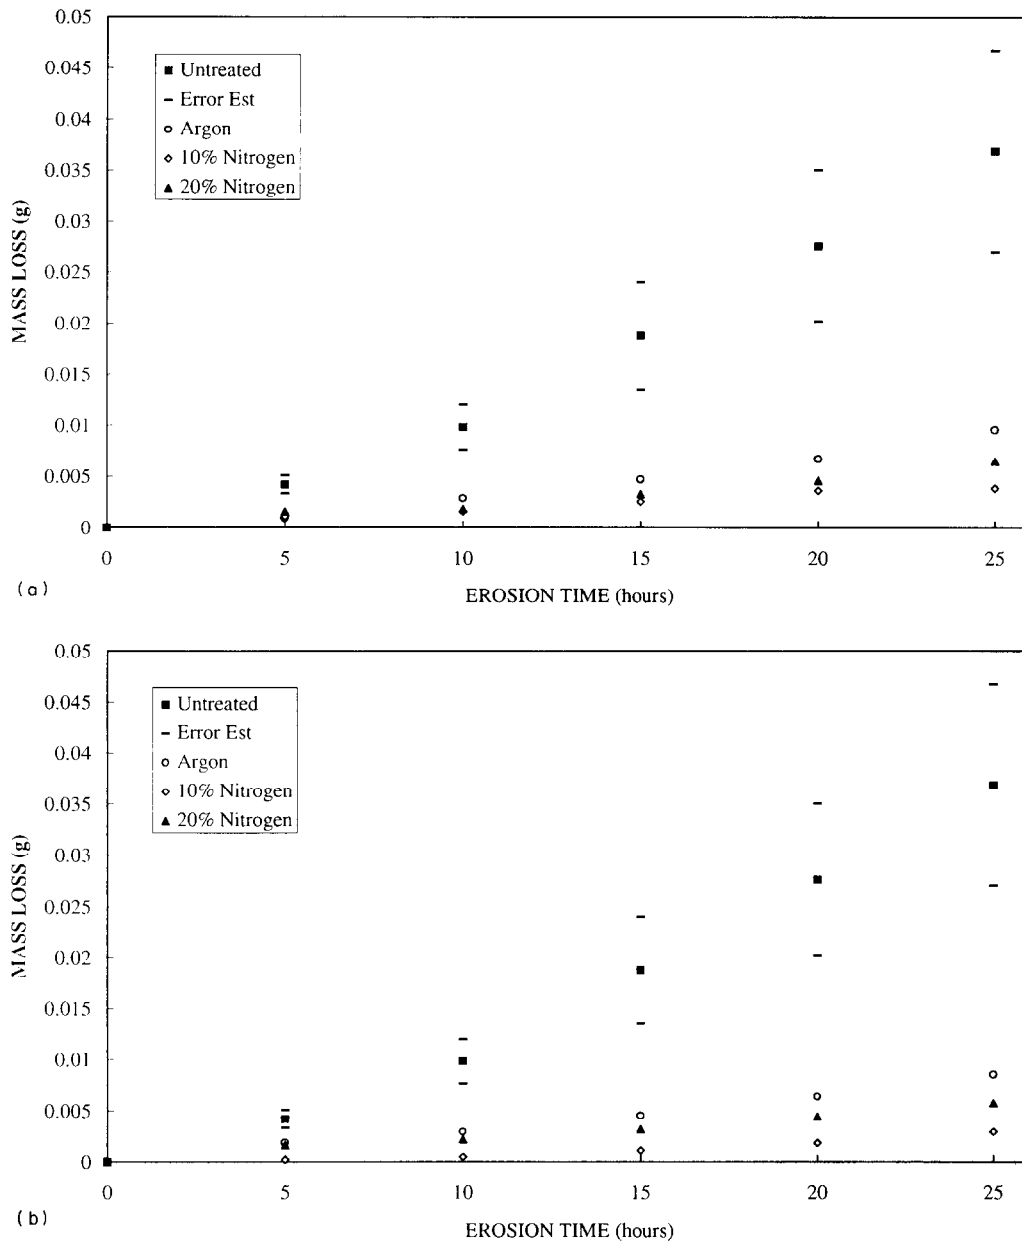 0.05
0.045
0.04
0.035
0.03
0.025
0.02
0.015
0.01
0.005
0
MASS LOSS (g)
Untreated
Error Est
Argon
10% Nitrogen
20% Nitrogen
0 5 10 15 20 25
EROSION TIME (hours)
(a)
0.05
0.045
0.04
0.035
0.03
0.025
0.02
0.015
0.01
0.005
0
MASS LOSS (g)
Untreated
Error Est
Argon
10% Nitrogen
20% Nitrogen
0 5 10 15 20 25
EROSION TIME (hours)
(b)